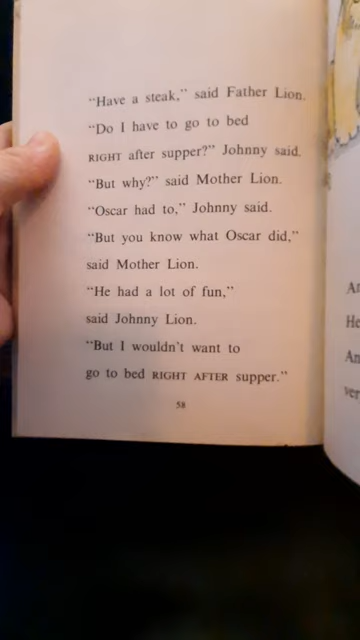 "Have a steak," said Father Lion.
"Do I have to go to bed
RIGHT after supper?" Johnny said.
"But why?" said Mother Lion.
"Oscar had to," Johnny said.
"But you know what Oscar did,"
said Mother Lion.
"He had a lot of fun,"
said Johnny Lion.
"But I wouldn't want to
go to bed RIGHT AFTER supper."
58
He